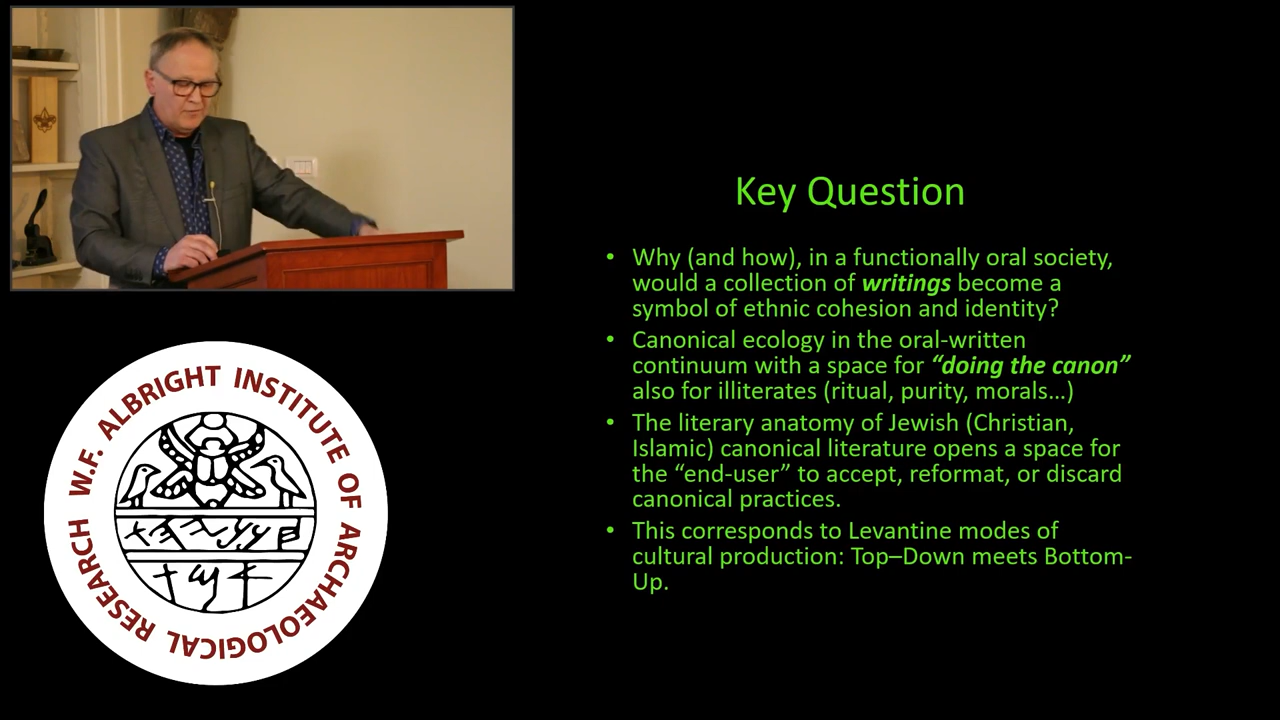 Key Question
• Why (and how), in a functionally oral society,
would a collection of writings become a
symbol of ethnic cohesion and identity?
• Canonical ecology in the oral-written
continuum with a space for “doing the canon”
also for illiterates (ritual, purity, morals…)
• The literary anatomy of Jewish (Christian,
Islamic) canonical literature opens a space for
the “end-user” to accept, reformat, or discard
canonical practices.
• This corresponds to Levantine modes of
cultural production: Top–Down meets Bottom-
Up.
W.F. ALBRIGHT INSTITUTE OF ARCHAEOLOGICAL RESEARCH